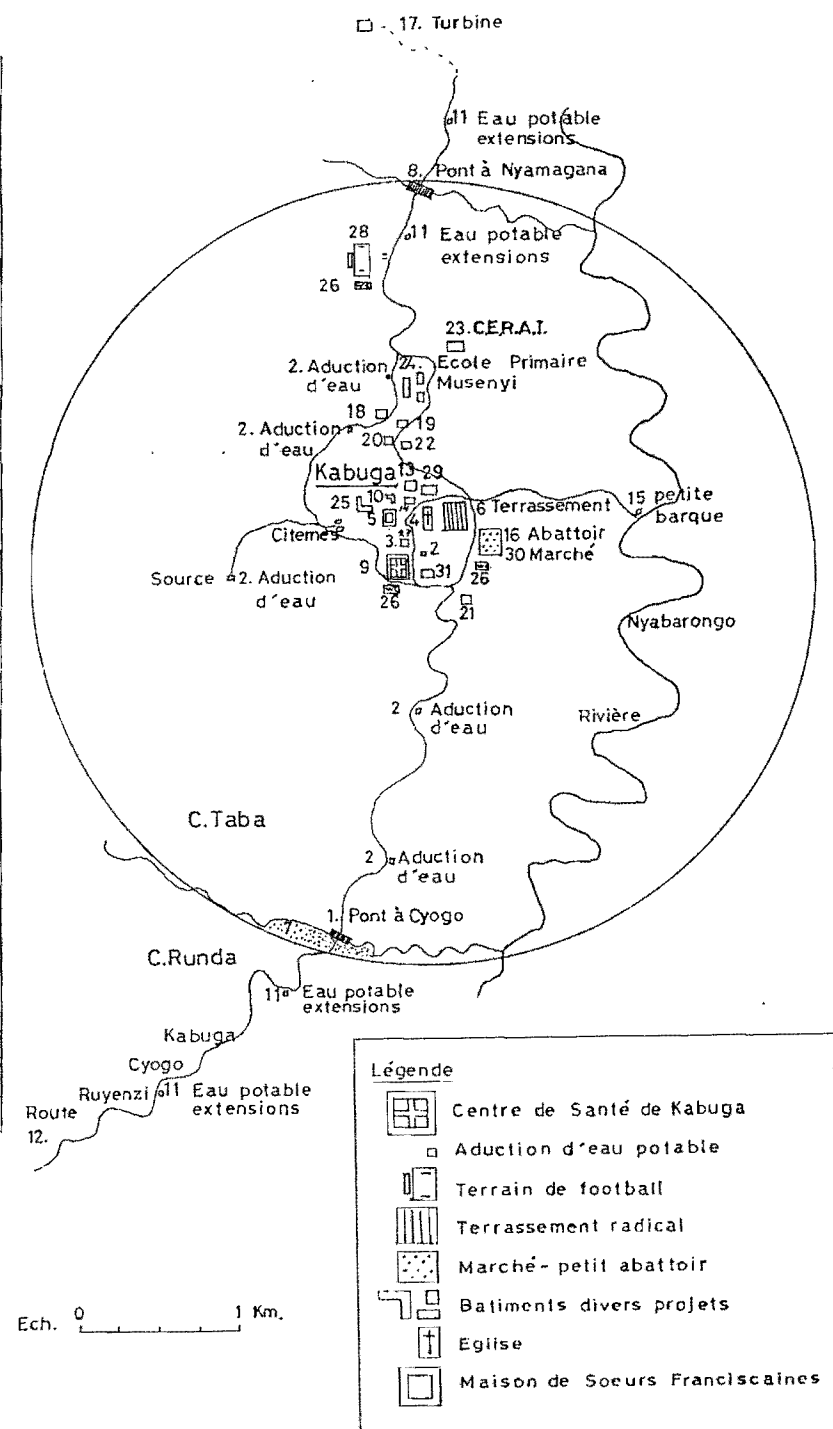 17. Turbine
11 Eau potable
extensions
8. Pont à Nyamagana
28
11 Eau potable
extensions
26
23. C.E.R.A.I.
24. Ecole Primaire
Musenyi
2. Aduction
d'eau
18
19
2. Aduction
d'eau
20
22
Kabuga
13
29
10
25
5
4
6 Terrassement
15 petite
barque
Citernes
3.
2
16 Abattoir
30 Marché
Source
2. Aduction
d'eau
9
31
26
26
21
Nyabarongo
2 Aduction
d'eau
Rivière
C.Taba
2 Aduction
d'eau
1. Pont à Cyogo
7
C.Runda
11 Eau potable
extensions
Kabuga
Cyogo
Ruyenzi
11 Eau potable
extensions
Route
12.
Légende
Centre de Santé de Kabuga
Aduction d'eau potable
Terrain de football
Terrassement radical
Marché - petit abattoir
Batiments divers projets
Eglise
Maison de Soeurs Franciscaines
Ech. 0 1 Km.